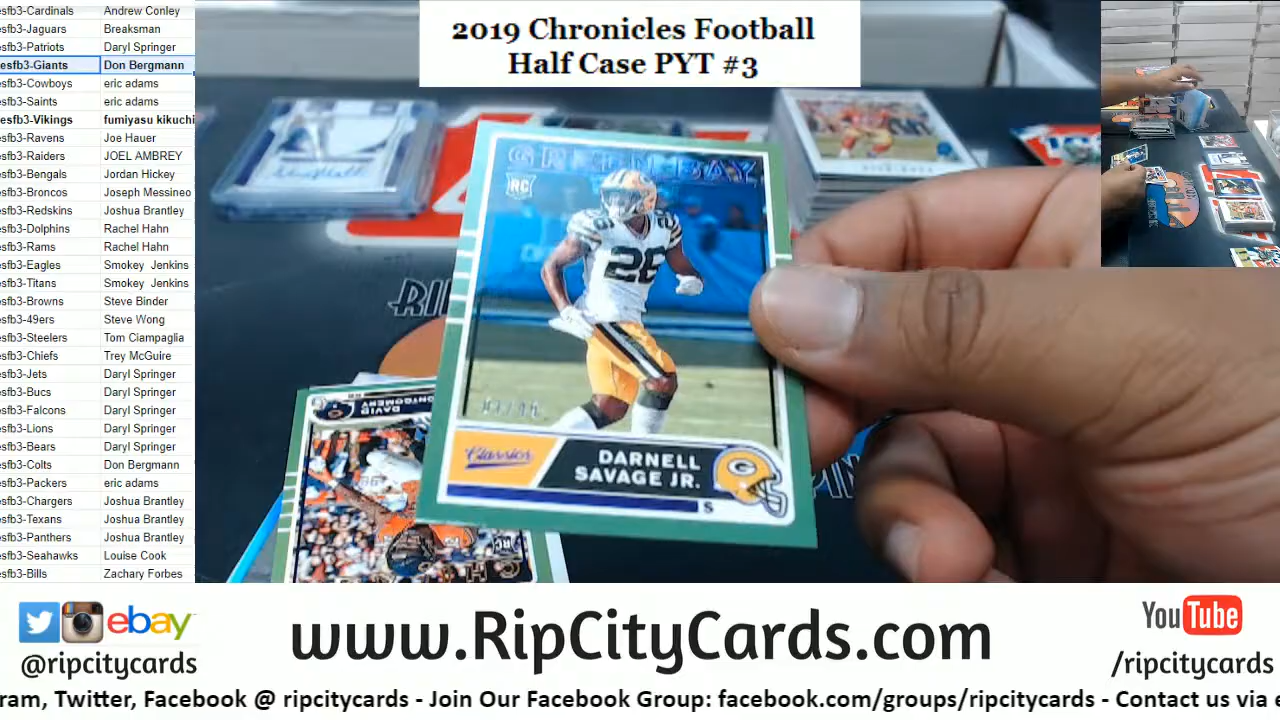 esfb3-Cardinals Andrew Conley
esfb3-Jaguars Breaksman
esfb3-Patriots Daryl Springer
esfb3-Giants Don Bergmann
esfb3-Cowboys eric adams
esfb3-Saints eric adams
esfb3-Vikings fumiyasu kikuchi
esfb3-Ravens Joe Hauer
esfb3-Raiders JOEL AMBREY
esfb3-Bengals Jordan Hickey
esfb3-Broncos Joseph Messineo
esfb3-Redskins Joshua Brantley
esfb3-Dolphins Rachel Hahn
esfb3-Rams Rachel Hahn
esfb3-Eagles Smokey Jenkins
esfb3-Titans Smokey Jenkins
esfb3-Browns Steve Binder
esfb3-49ers Steve Wong
esfb3-Steelers Tom Ciampaglia
esfb3-Chiefs Trey McGuire
esfb3-Jets Daryl Springer
esfb3-Bucs Daryl Springer
esfb3-Falcons Daryl Springer
esfb3-Lions Daryl Springer
esfb3-Bears Daryl Springer
esfb3-Colts Don Bergmann
esfb3-Packers eric adams
esfb3-Chargers Joshua Brantley
esfb3-Texans Joshua Brantley
esfb3-Panthers Joshua Brantley
esfb3-Seahawks Louise Cook
esfb3-Bills Zachary Forbes
2019 Chronicles Football
Half Case PYT #3
GREEN BAY
RC
26
Classics
DARNELL
SAVAGE JR.
S
G
DAVID
MONTGOMERY
RC
RIP
ebay
@ripcitycards
www.RipCityCards.com
YouTube
/ripcitycards
ram, Twitter, Facebook @ ripcitycards - Join Our Facebook Group: facebook.com/groups/ripcitycards - Contact us via e